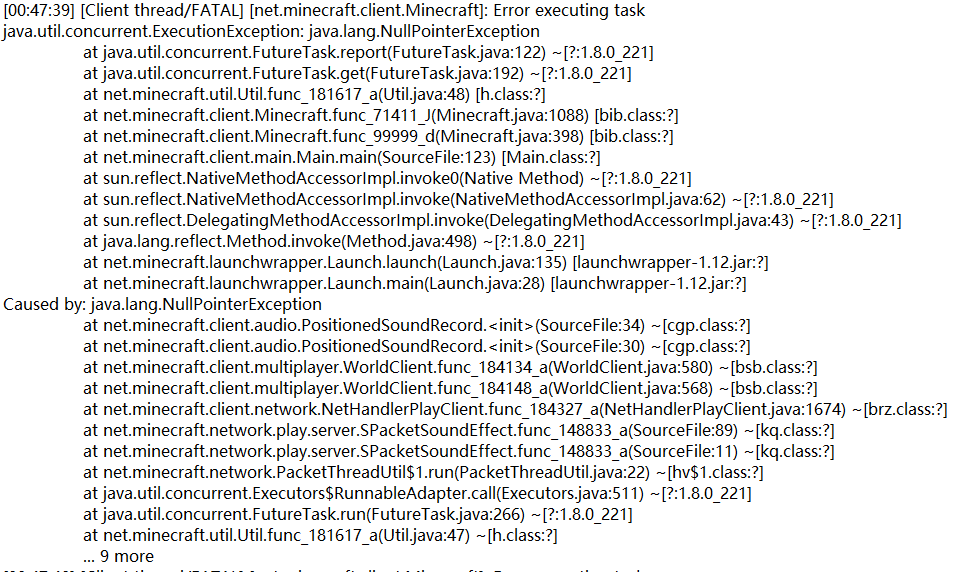 [00:47:39] [Client thread/FATAL] [net.minecraft.client.Minecraft]: Error executing task
java.util.concurrent.ExecutionException: java.lang.NullPointerException
at java.util.concurrent.FutureTask.report(FutureTask.java:122) ~[?:1.8.0_221]
at java.util.concurrent.FutureTask.get(FutureTask.java:192) ~[?:1.8.0_221]
at net.minecraft.util.Util.func_181617_a(Util.java:48) [h.class:?]
at net.minecraft.client.Minecraft.func_71411_J(Minecraft.java:1088) [bib.class:?]
at net.minecraft.client.Minecraft.func_99999_d(Minecraft.java:398) [bib.class:?]
at net.minecraft.client.main.Main.main(SourceFile:123) [Main.class:?]
at sun.reflect.NativeMethodAccessorImpl.invoke0(Native Method) ~[?:1.8.0_221]
at sun.reflect.NativeMethodAccessorImpl.invoke(NativeMethodAccessorImpl.java:62) ~[?:1.8.0_221]
at sun.reflect.DelegatingMethodAccessorImpl.invoke(DelegatingMethodAccessorImpl.java:43) ~[?:1.8.0_221]
at java.lang.reflect.Method.invoke(Method.java:498) ~[?:1.8.0_221]
at net.minecraft.launchwrapper.Launch.launch(Launch.java:135) [launchwrapper-1.12.jar:?]
at net.minecraft.launchwrapper.Launch.main(Launch.java:28) [launchwrapper-1.12.jar:?]
Caused by: java.lang.NullPointerException
at net.minecraft.client.audio.PositionedSoundRecord.<init>(SourceFile:34) ~[cgp.class:?]
at net.minecraft.client.audio.PositionedSoundRecord.<init>(SourceFile:30) ~[cgp.class:?]
at net.minecraft.client.multiplayer.WorldClient.func_184134_a(WorldClient.java:580) ~[bsb.class:?]
at net.minecraft.client.multiplayer.WorldClient.func_184148_a(WorldClient.java:568) ~[bsb.class:?]
at net.minecraft.client.network.NetHandlerPlayClient.func_184327_a(NetHandlerPlayClient.java:1674) ~[brz.class:?]
at net.minecraft.network.play.server.SPacketSoundEffect.func_148833_a(SourceFile:89) ~[kq.class:?]
at net.minecraft.network.play.server.SPacketSoundEffect.func_148833_a(SourceFile:11) ~[kq.class:?]
at net.minecraft.network.PacketThreadUtil$1.run(PacketThreadUtil.java:22) ~[hv$1.class:?]
at java.util.concurrent.Executors$RunnableAdapter.call(Executors.java:511) ~[?:1.8.0_221]
at java.util.concurrent.FutureTask.run(FutureTask.java:266) ~[?:1.8.0_221]
at net.minecraft.util.Util.func_181617_a(Util.java:47) ~[h.class:?]
... 9 more